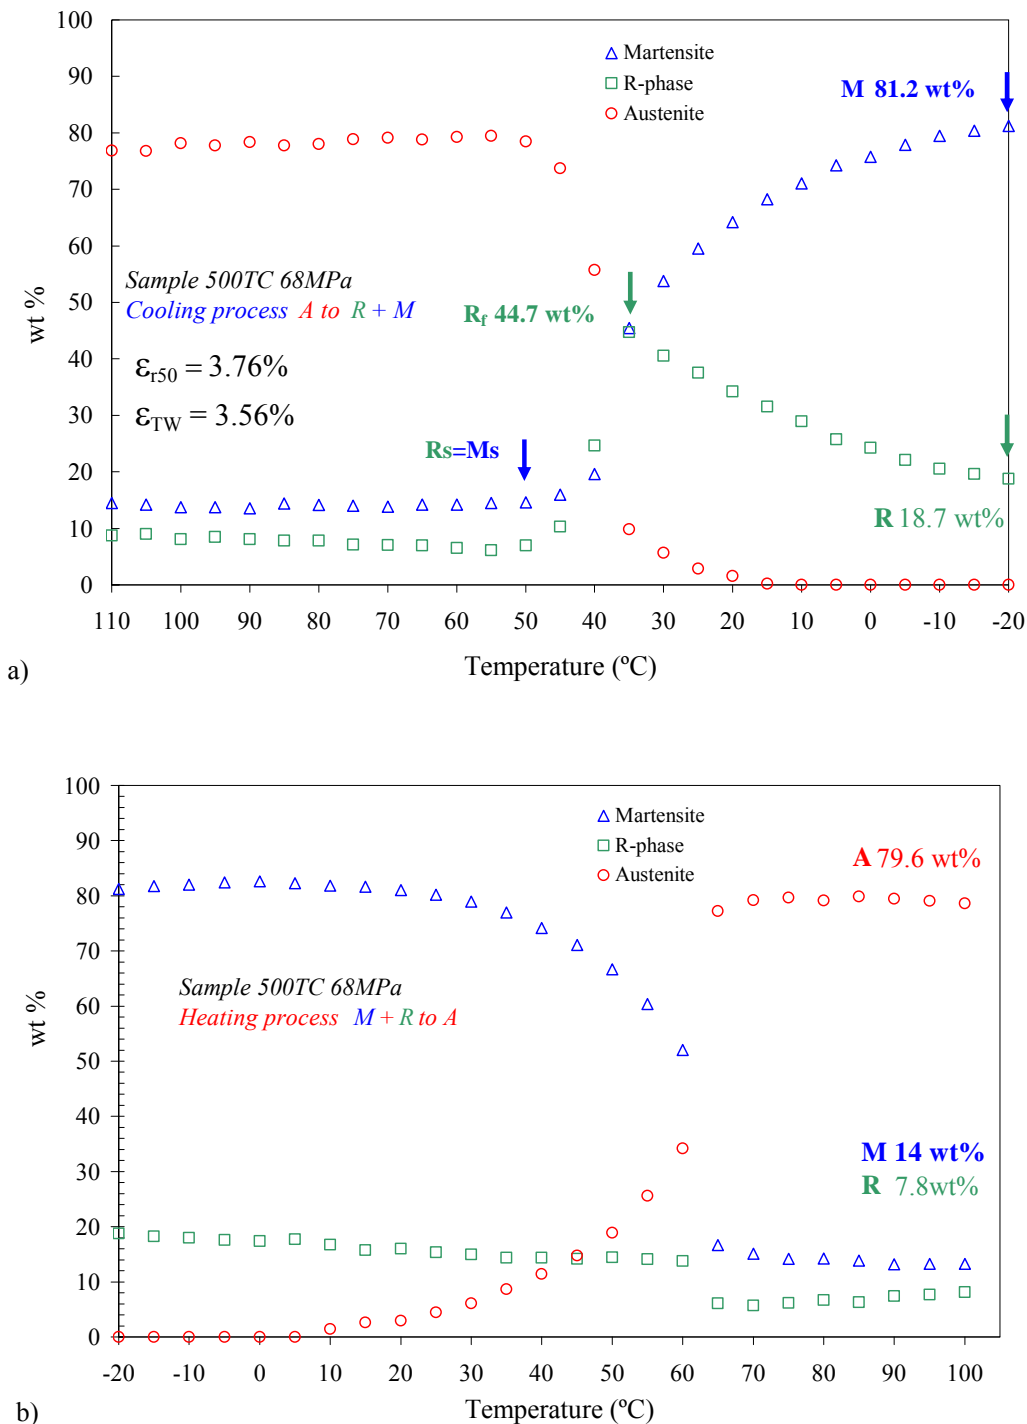 100
90
80
70
60
50
40
30
20
10
0
wt %
Martensite
R-phase
Austenite
M 81.2 wt%
Sample 500TC 68MPa
Cooling process A to R + M
εr50 = 3.76%
εTW = 3.56%
Rf 44.7 wt%
Rs=Ms
R 18.7 wt%
110 100 90 80 70 60 50 40 30 20 10 0 -10 -20
Temperature (ºC)
a)
100
90
80
70
60
50
40
30
20
10
0
wt %
Martensite
R-phase
Austenite
A 79.6 wt%
Sample 500TC 68MPa
Heating process M + R to A
M 14 wt%
R 7.8wt%
-20 -10 0 10 20 30 40 50 60 70 80 90 100
Temperature (ºC)
b)